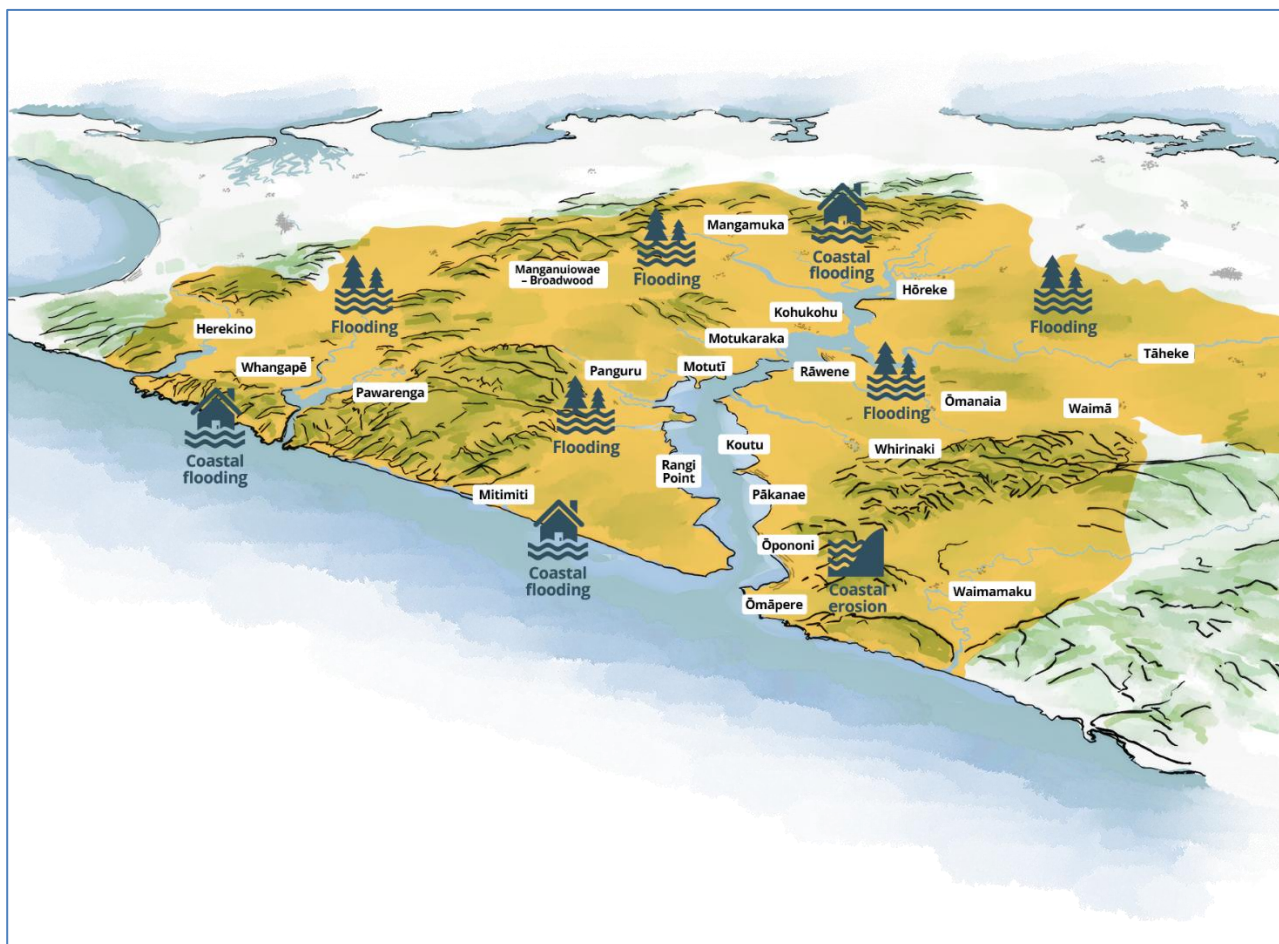 Mangamuka
Coastal
flooding
Manganuiowae
– Broadwood
Flooding
Hōreke
Kohukohu
Flooding
Flooding
Herekino
Motukaraka
Tāheke
Whangapē
Motutī
Rāwene
Panguru
Pawarenga
Ōmanaia
Waimā
Flooding
Flooding
Koutu
Whirinaki
Coastal
flooding
Rangi
Point
Mitimiti
Pākanae
Ōpononi
Coastal
flooding
Coastal
erosion
Waimamaku
Ōmāpere